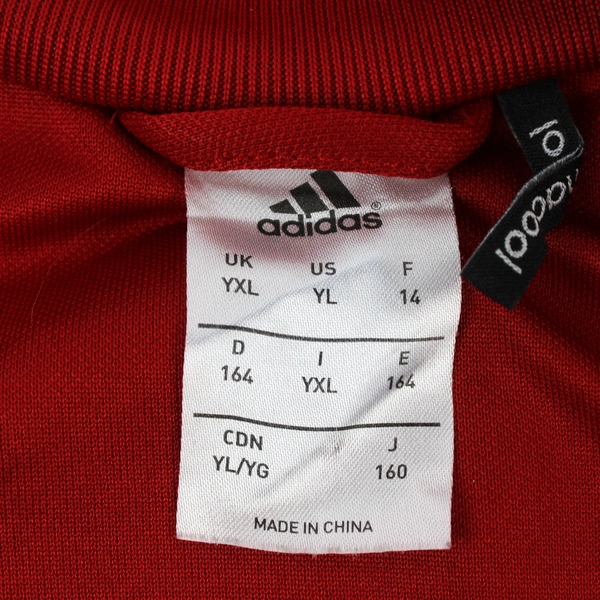 adidas®
UK US F
YXL YL 14
D I E
164 YXL 164
CDN J
YL/YG 160
MADE IN CHINA